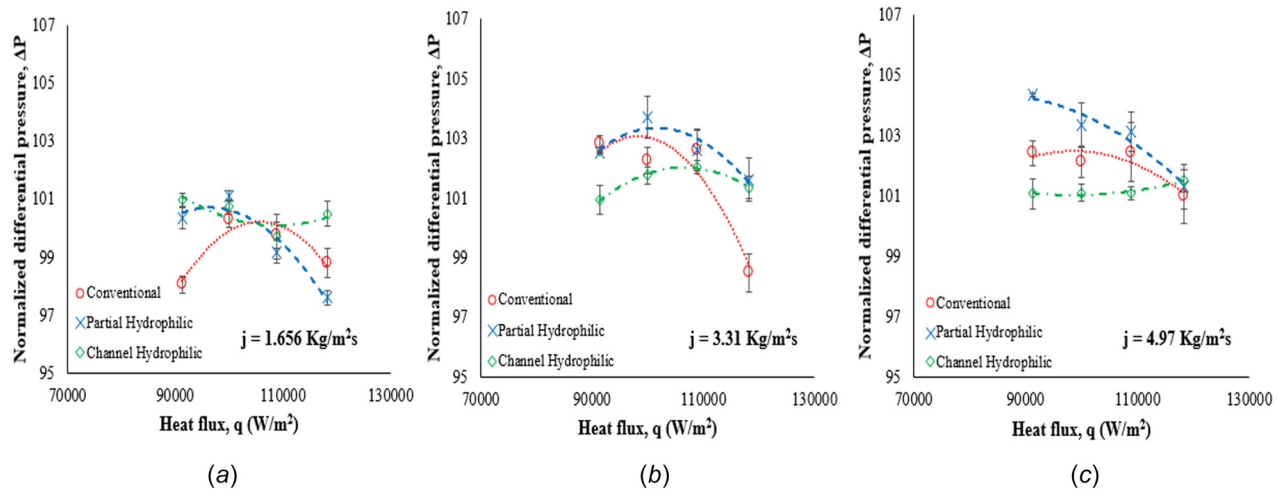 Normalized differential pressure, ΔP
107
105
103
101
99
97
95
70000 90000 110000 130000
Heat flux, q (W/m²)
Conventional
Partial Hydrophilic
Channel Hydrophilic
j = 1.656 Kg/m²s
(a)
Normalized differential pressure, ΔP
107
105
103
101
99
97
95
70000 90000 110000 130000
Heat flux, q (W/m²)
Conventional
Partial Hydrophilic
Channel Hydrophilic
j = 3.31 Kg/m²s
(b)
Normalized differential pressure, ΔP
107
105
103
101
99
97
95
70000 90000 110000 130000
Heat flux, q (W/m²)
Conventional
Partial Hydrophilic
Channel Hydrophilic
j = 4.97 Kg/m²s
(c)